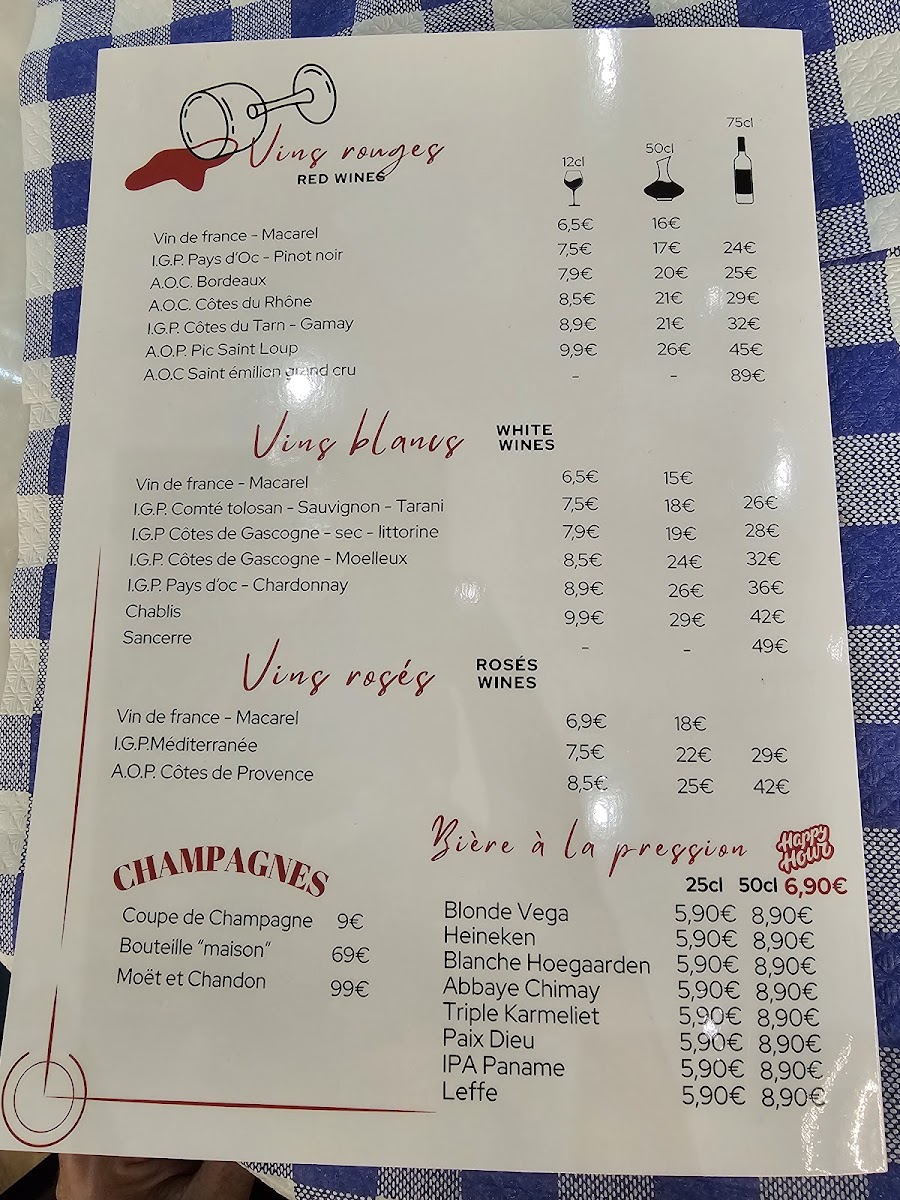 Vins rouges
RED WINES
12cl 50cl 75cl
Vin de france - Macarel 6,5€ 16€
I.G.P. Pays d'Oc - Pinot noir 7,5€ 17€ 24€
A.O.C. Bordeaux 7,9€ 20€ 25€
A.O.C. Côtes du Rhône 8,5€ 21€ 29€
I.G.P. Côtes du Tarn - Gamay 8,9€ 21€ 32€
A.O.P. Pic Saint Loup 9,9€ 26€ 45€
A.O.C Saint émilion grand cru - - 89€
Vins blancs WHITE
WINES
Vin de france - Macarel 6,5€ 15€
I.G.P. Comté tolosan - Sauvignon - Tarani 7,5€ 18€ 26€
I.G.P Côtes de Gascogne - sec - littorine 7,9€ 19€ 28€
I.G.P. Côtes de Gascogne - Moelleux 8,5€ 24€ 32€
I.G.P. Pays d'oc - Chardonnay 8,9€ 26€ 36€
Chablis 9,9€ 29€ 42€
Sancerre - - 49€
Vins rosés ROSÉS
WINES
Vin de france - Macarel 6,9€ 18€
I.G.P.Méditerranée 7,5€ 22€ 29€
A.O.P. Côtes de Provence 8,5€ 25€ 42€
CHAMPAGNES
Coupe de Champagne 9€
Bouteille "maison" 69€
Moët et Chandon 99€
Bière à la pression Happy
Hour
25cl 50cl 6,90€
Blonde Vega 5,90€ 8,90€
Heineken 5,90€ 8,90€
Blanche Hoegaarden 5,90€ 8,90€
Abbaye Chimay 5,90€ 8,90€
Triple Karmeliet 5,90€ 8,90€
Paix Dieu 5,90€ 8,90€
IPA Paname 5,90€ 8,90€
Leffe 5,90€ 8,90€